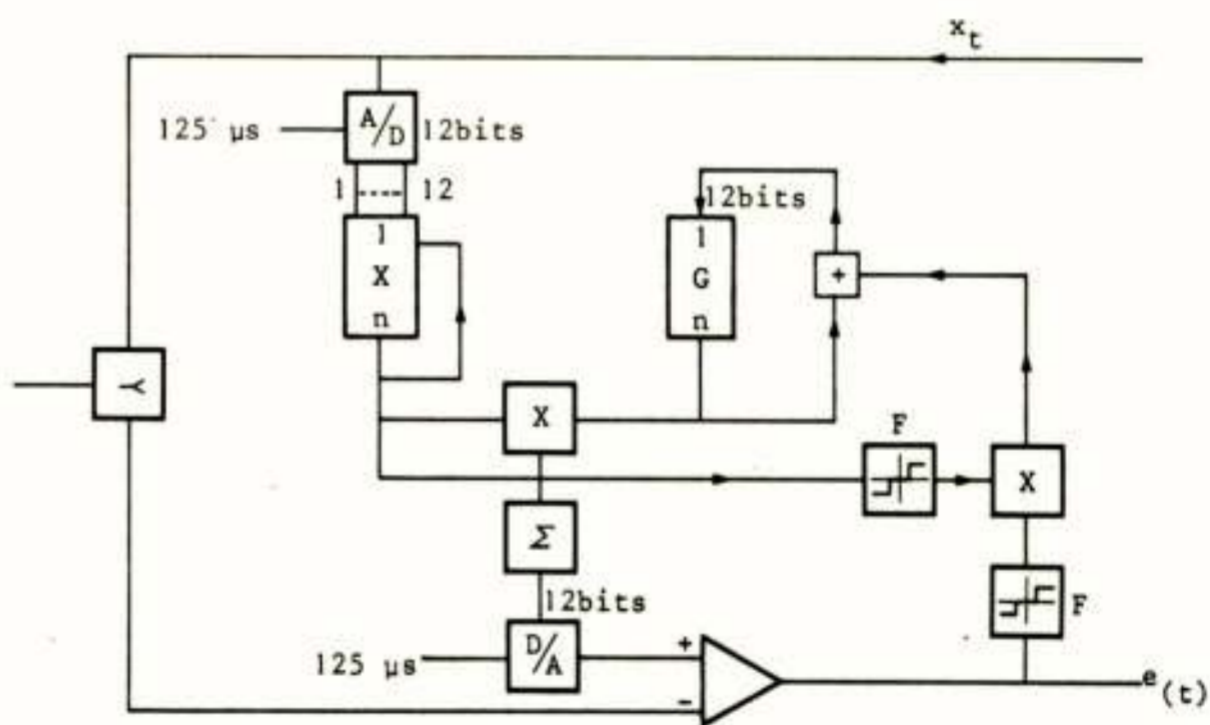 x_t
A/D
125 μs
12bits
1
12
1
X
n
12bits
1
G
n
+
Y
X
F
X
Σ
F
12bits
D/A
125 μs
+
-
e(t)